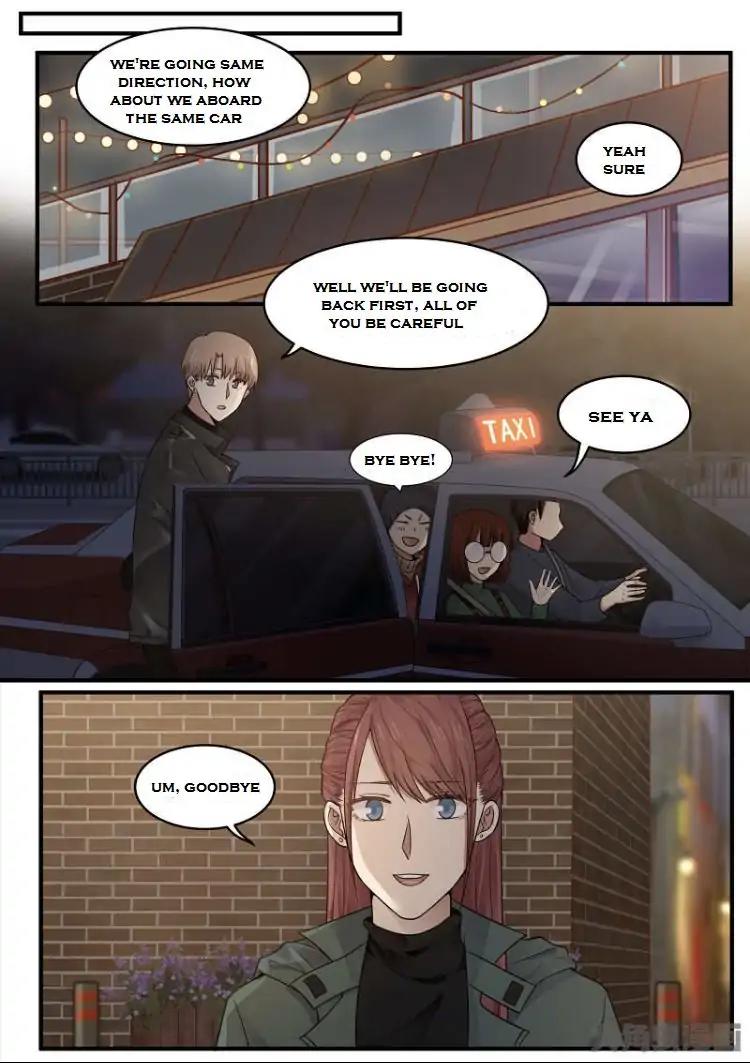 WE'RE GOING SAME
DIRECTION, HOW
ABOUT WE ABOARD
THE SAME CAR
YEAH
SURE
WELL WE'LL BE GOING
BACK FIRST, ALL OF
YOU BE CAREFUL
SEE YA
TAXI
BYE BYE!
UM, GOODBYE